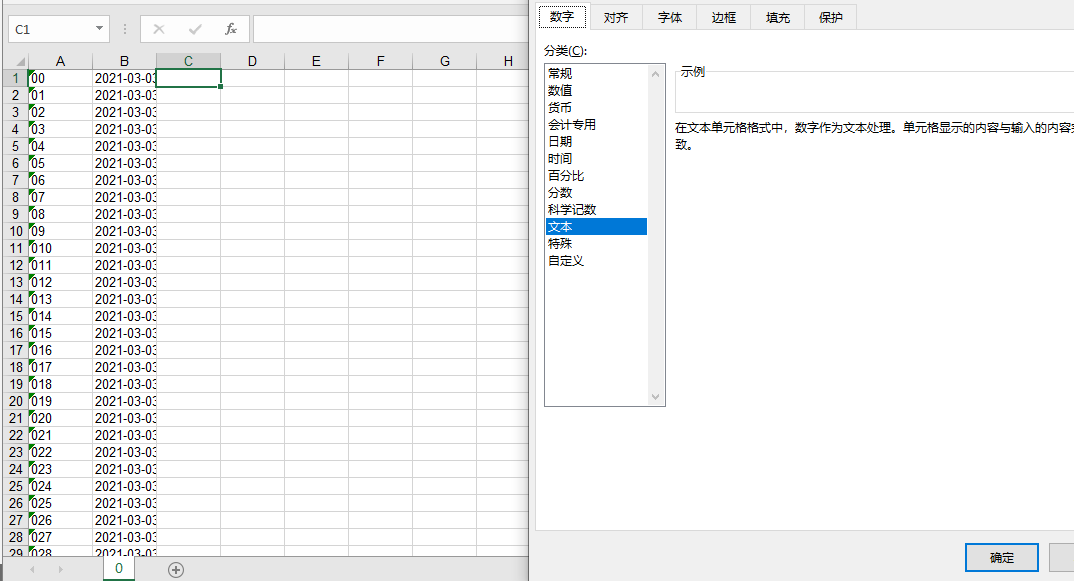 C1
fx
A B C D E F G H
1 00 2021-03-03
2 01 2021-03-03
3 02 2021-03-03
4 03 2021-03-03
5 04 2021-03-03
6 05 2021-03-03
7 06 2021-03-03
8 07 2021-03-03
9 08 2021-03-03
10 09 2021-03-03
11 010 2021-03-03
12 011 2021-03-03
13 012 2021-03-03
14 013 2021-03-03
15 014 2021-03-03
16 015 2021-03-03
17 016 2021-03-03
18 017 2021-03-03
19 018 2021-03-03
20 019 2021-03-03
21 020 2021-03-03
22 021 2021-03-03
23 022 2021-03-03
24 023 2021-03-03
25 024 2021-03-03
26 025 2021-03-03
27 026 2021-03-03
28 027 2021-03-03
29 028 2021-03-03
0
数字 对齐 字体 边框 填充 保护
分类(C):
常规
数值
货币
会计专用
日期
时间
百分比
分数
科学记数
文本
特殊
自定义
示例
在文本单元格格式中，数字作为文本处理。单元格显示的内容与输入的内容
致。
确定